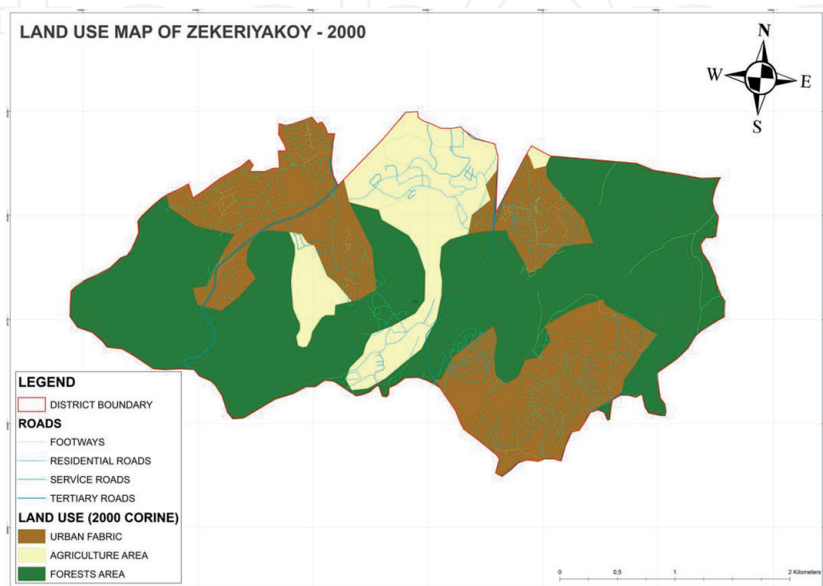 LAND USE MAP OF ZEKERIYAKOY - 2000
N
W E
S
LEGEND
DISTRICT BOUNDARY
ROADS
FOOTWAYS
RESIDENTIAL ROADS
SERVİCE ROADS
TERTIARY ROADS
LAND USE (2000 CORINE)
URBAN FABRIC
AGRICULTURE AREA
FORESTS AREA
0 0,5 1 2 Kilometers